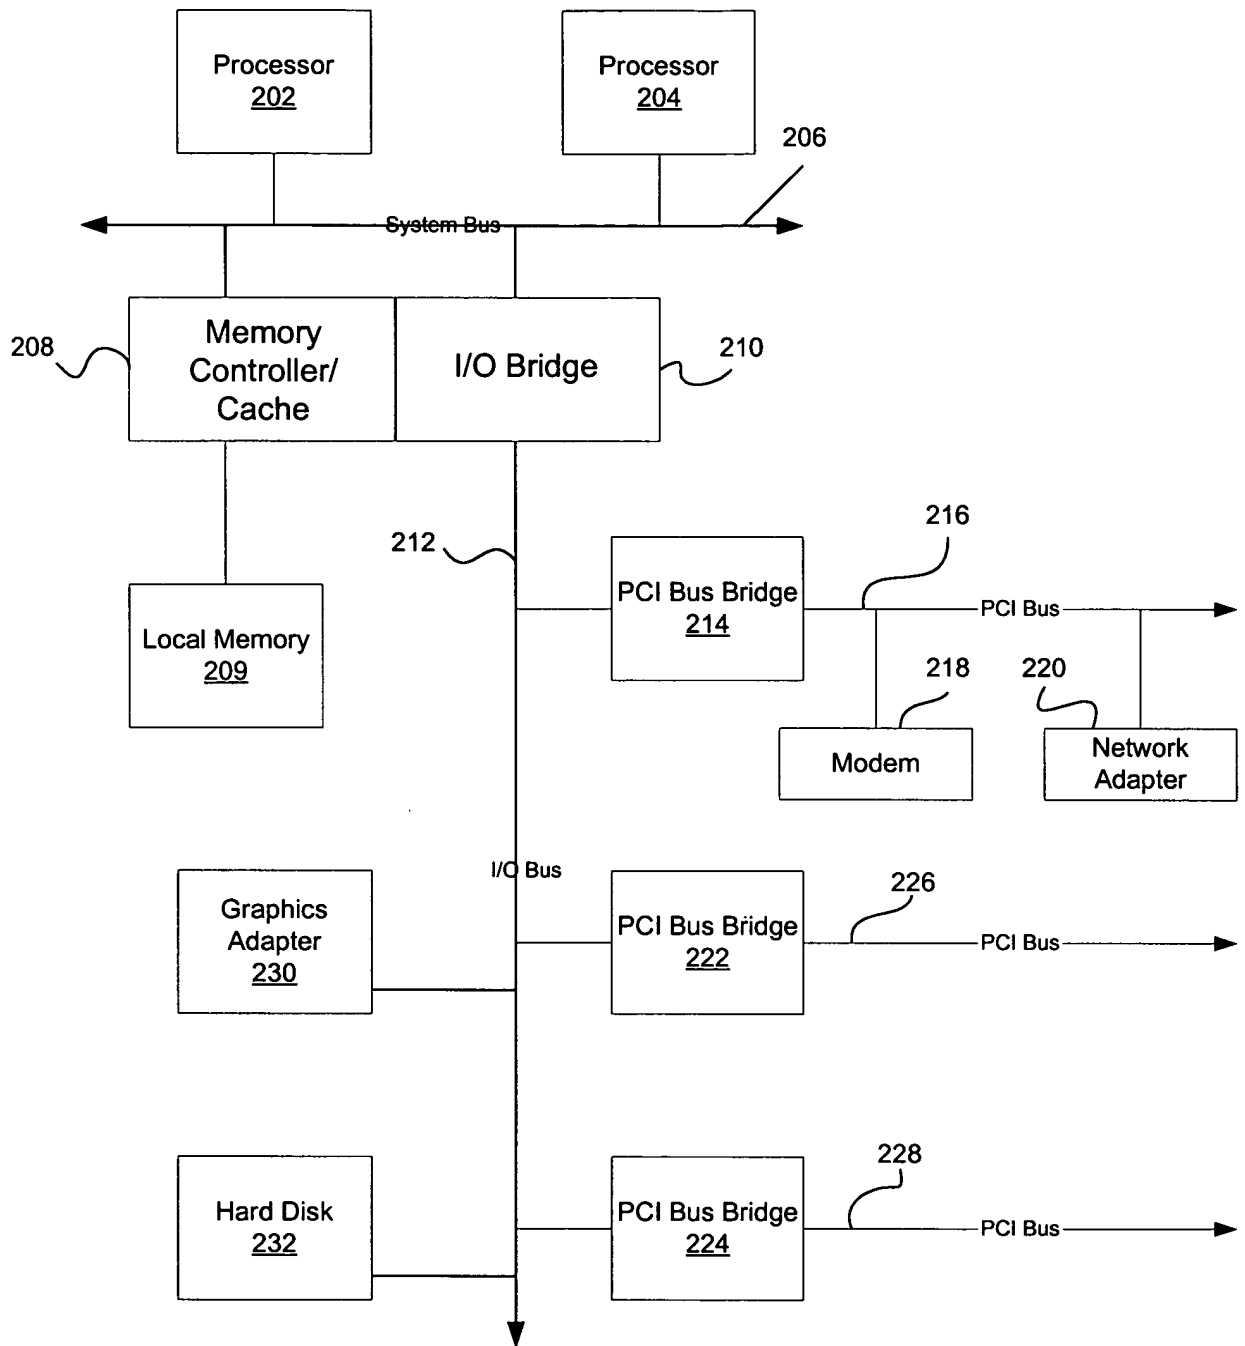 Processor
202
Processor
204
206
System Bus
208
Memory
Controller/
Cache
I/O Bridge
210
212
216
PCI Bus Bridge
214
PCI Bus
Local Memory
209
218
220
Modem
Network
Adapter
I/O Bus
Graphics
Adapter
230
PCI Bus Bridge
222
226
PCI Bus
Hard Disk
232
PCI Bus Bridge
224
228
PCI Bus